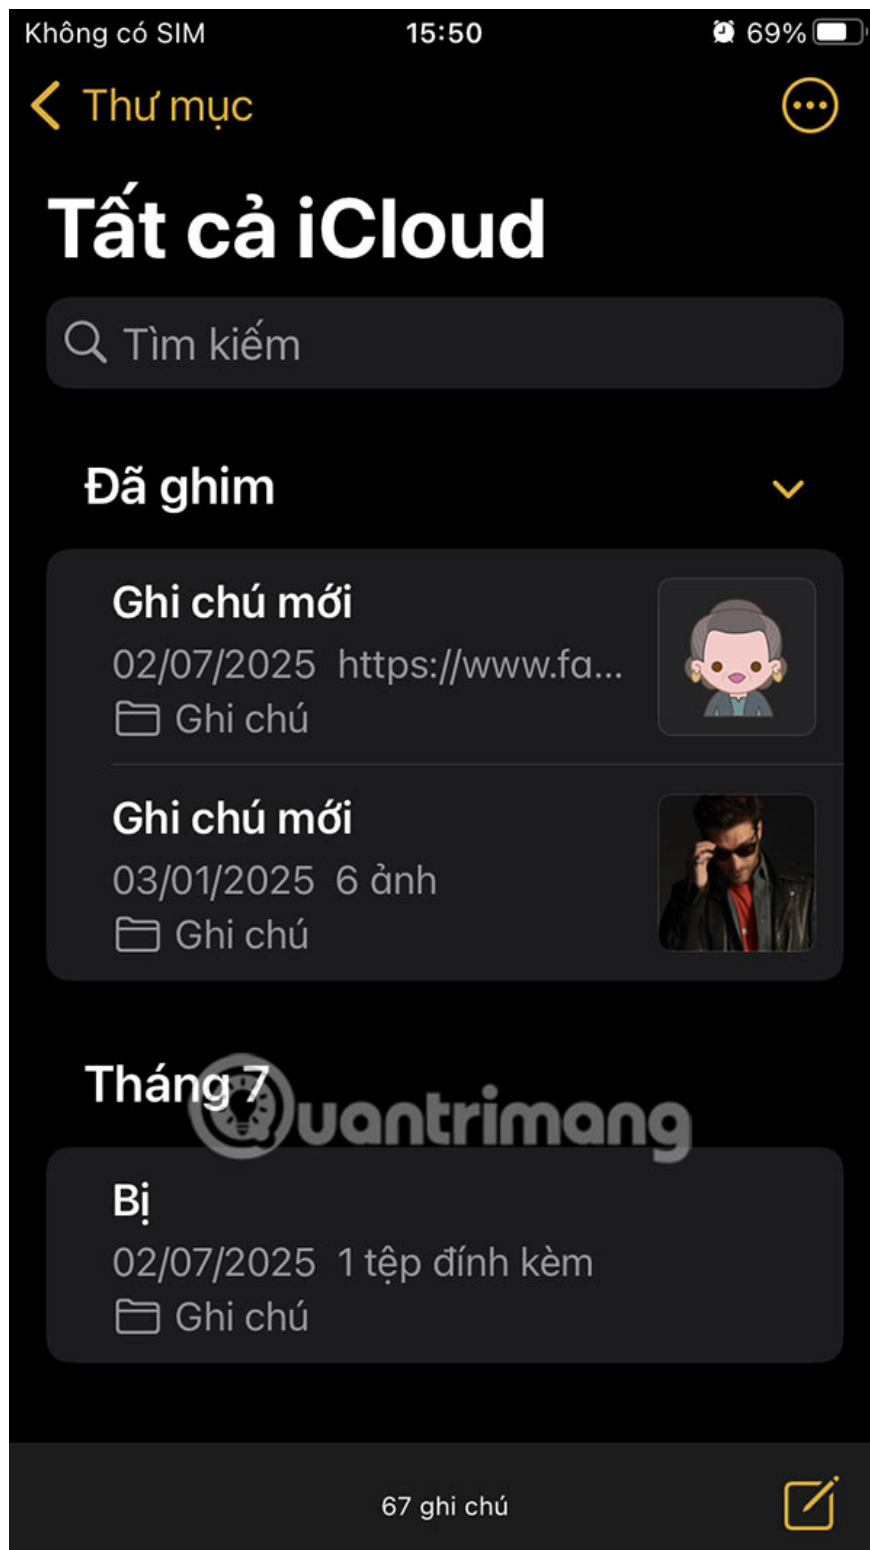 Không có SIM 15:50 69%
Thư mục
Tất cả iCloud
Tìm kiếm
Đã ghim
Ghi chú mới
02/07/2025 https://www.fa...
Ghi chú
Ghi chú mới
03/01/2025 6 ảnh
Ghi chú
Tháng 7
Quantrimang
Bị
02/07/2025 1 tệp đính kèm
Ghi chú
67 ghi chú